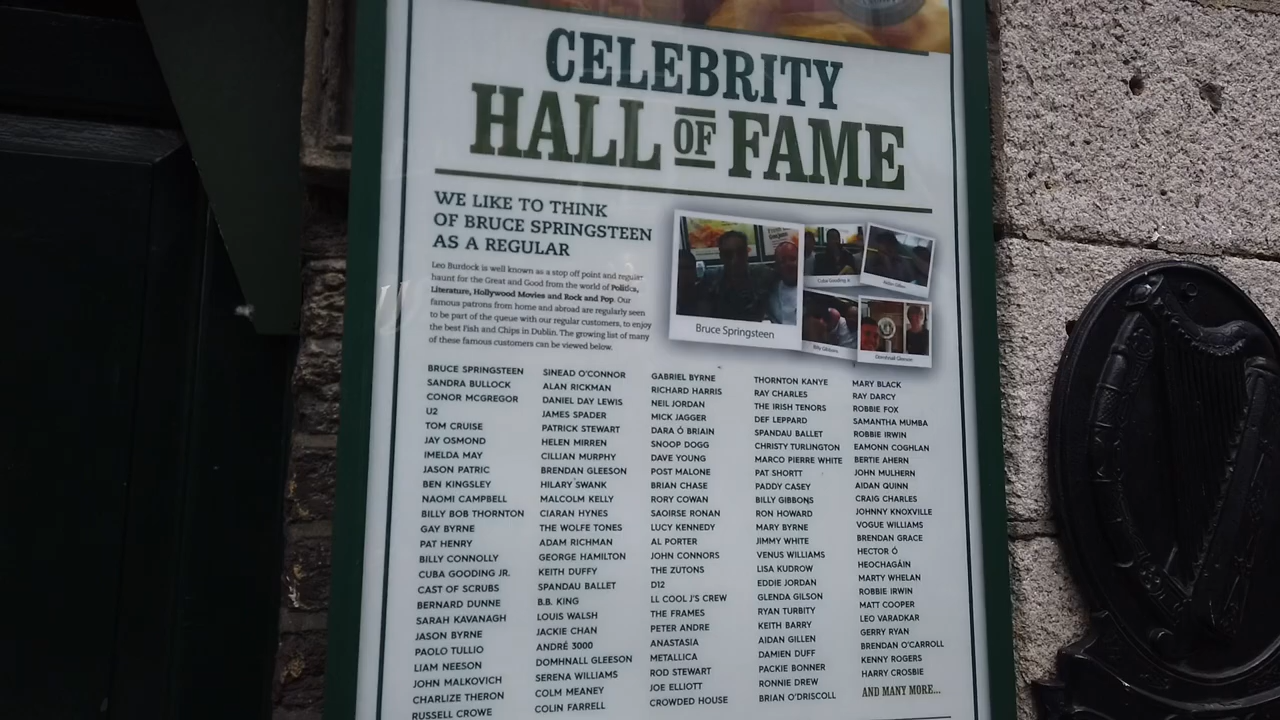 CELEBRITY
HALL OF FAME
WE LIKE TO THINK
OF BRUCE SPRINGSTEEN
AS A REGULAR
Leo Burdock is well known as a stop off point and regular
haunt for the Great and Good from the world of Politics,
Literature, Hollywood Movies and Rock and Pop. Our
famous patrons from home and abroad are regularly seen
to be part of the queue with our regular customers, to enjoy
the best Fish and Chips in Dublin. The growing list of many
of these famous customers can be viewed below.
Bruce Springsteen
Cuba Gooding Jr.
Billy Gibbons
Domhnall Gleeson
BRUCE SPRINGSTEEN
SANDRA BULLOCK
CONOR MCGREGOR
U2
TOM CRUISE
JAY OSMOND
IMELDA MAY
JASON PATRIC
BEN KINGSLEY
NAOMI CAMPBELL
BILLY BOB THORNTON
GAY BYRNE
PAT HENRY
BILLY CONNOLLY
CUBA GOODING JR.
CAST OF SCRUBS
BERNARD DUNNE
SARAH KAVANAGH
JASON BYRNE
PAOLO TULLIO
LIAM NEESON
JOHN MALKOVICH
CHARLIZE THERON
RUSSELL CROWE
SINEAD O'CONNOR
ALAN RICKMAN
DANIEL DAY LEWIS
JAMES SPADER
PATRICK STEWART
HELEN MIRREN
CILLIAN MURPHY
BRENDAN GLEESON
HILARY SWANK
MALCOLM KELLY
CIARAN HYNES
THE WOLFE TONES
ADAM RICHMAN
GEORGE HAMILTON
KEITH DUFFY
SPANDAU BALLET
B.B. KING
LOUIS WALSH
JACKIE CHAN
ANDRÉ 3000
DOMHNALL GLEESON
SERENA WILLIAMS
COLM MEANEY
COLIN FARRELL
GABRIEL BYRNE
RICHARD HARRIS
NEIL JORDAN
MICK JAGGER
DARA Ó BRIAIN
SNOOP DOGG
DAVE YOUNG
POST MALONE
BRIAN CHASE
RORY COWAN
SAOIRSE RONAN
LUCY KENNEDY
AL PORTER
JOHN CONNORS
THE ZUTONS
D12
LL COOL J'S CREW
THE FRAMES
PETER ANDRE
ANASTASIA
METALLICA
ROD STEWART
JOE ELLIOTT
CROWDED HOUSE
THORNTON KANYE
RAY CHARLES
THE IRISH TENORS
DEF LEPPARD
SPANDAU BALLET
CHRISTY TURLINGTON
MARCO PIERRE WHITE
PAT SHORTT
PADDY CASEY
BILLY GIBBONS
RON HOWARD
MARY BYRNE
JIMMY WHITE
VENUS WILLIAMS
LISA KUDROW
EDDIE JORDAN
GLENDA GILSON
RYAN TURBITY
KEITH BARRY
AIDAN GILLEN
DAMIEN DUFF
PACKIE BONNER
RONNIE DREW
BRIAN O'DRISCOLL
MARY BLACK
RAY DARCY
ROBBIE FOX
SAMANTHA MUMBA
ROBBIE IRWIN
EAMONN COGHLAN
BERTIE AHERN
JOHN MULHERN
AIDAN QUINN
CRAIG CHARLES
JOHNNY KNOXVILLE
VOGUE WILLIAMS
BRENDAN GRACE
HECTOR Ó
HEOCHAGÁIN
MARTY WHELAN
ROBBIE IRWIN
MATT COOPER
LEO VARADKAR
GERRY RYAN
BRENDAN O'CARROLL
KENNY ROGERS
HARRY CROSBIE
AND MANY MORE...